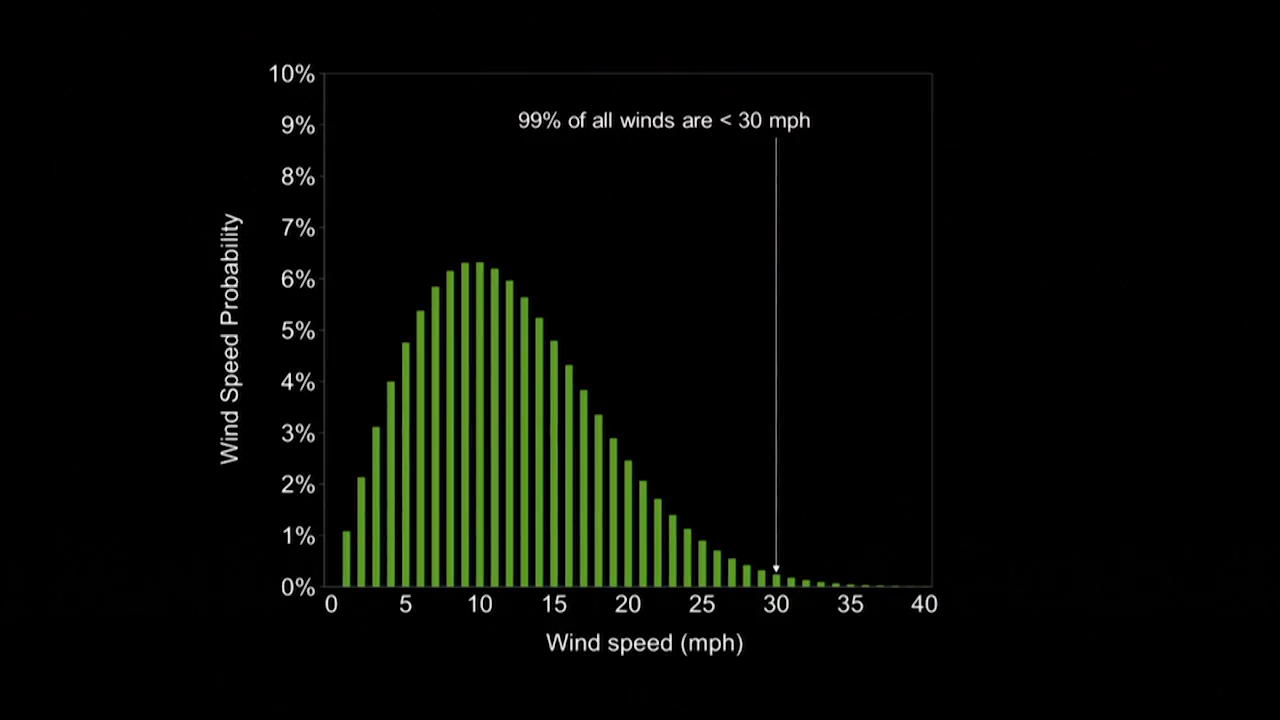 10%
99% of all winds are < 30 mph
9%
8%
7%
6%
5%
4%
3%
2%
1%
0%
Wind Speed Probability
0 5 10 15 20 25 30 35 40
Wind speed (mph)